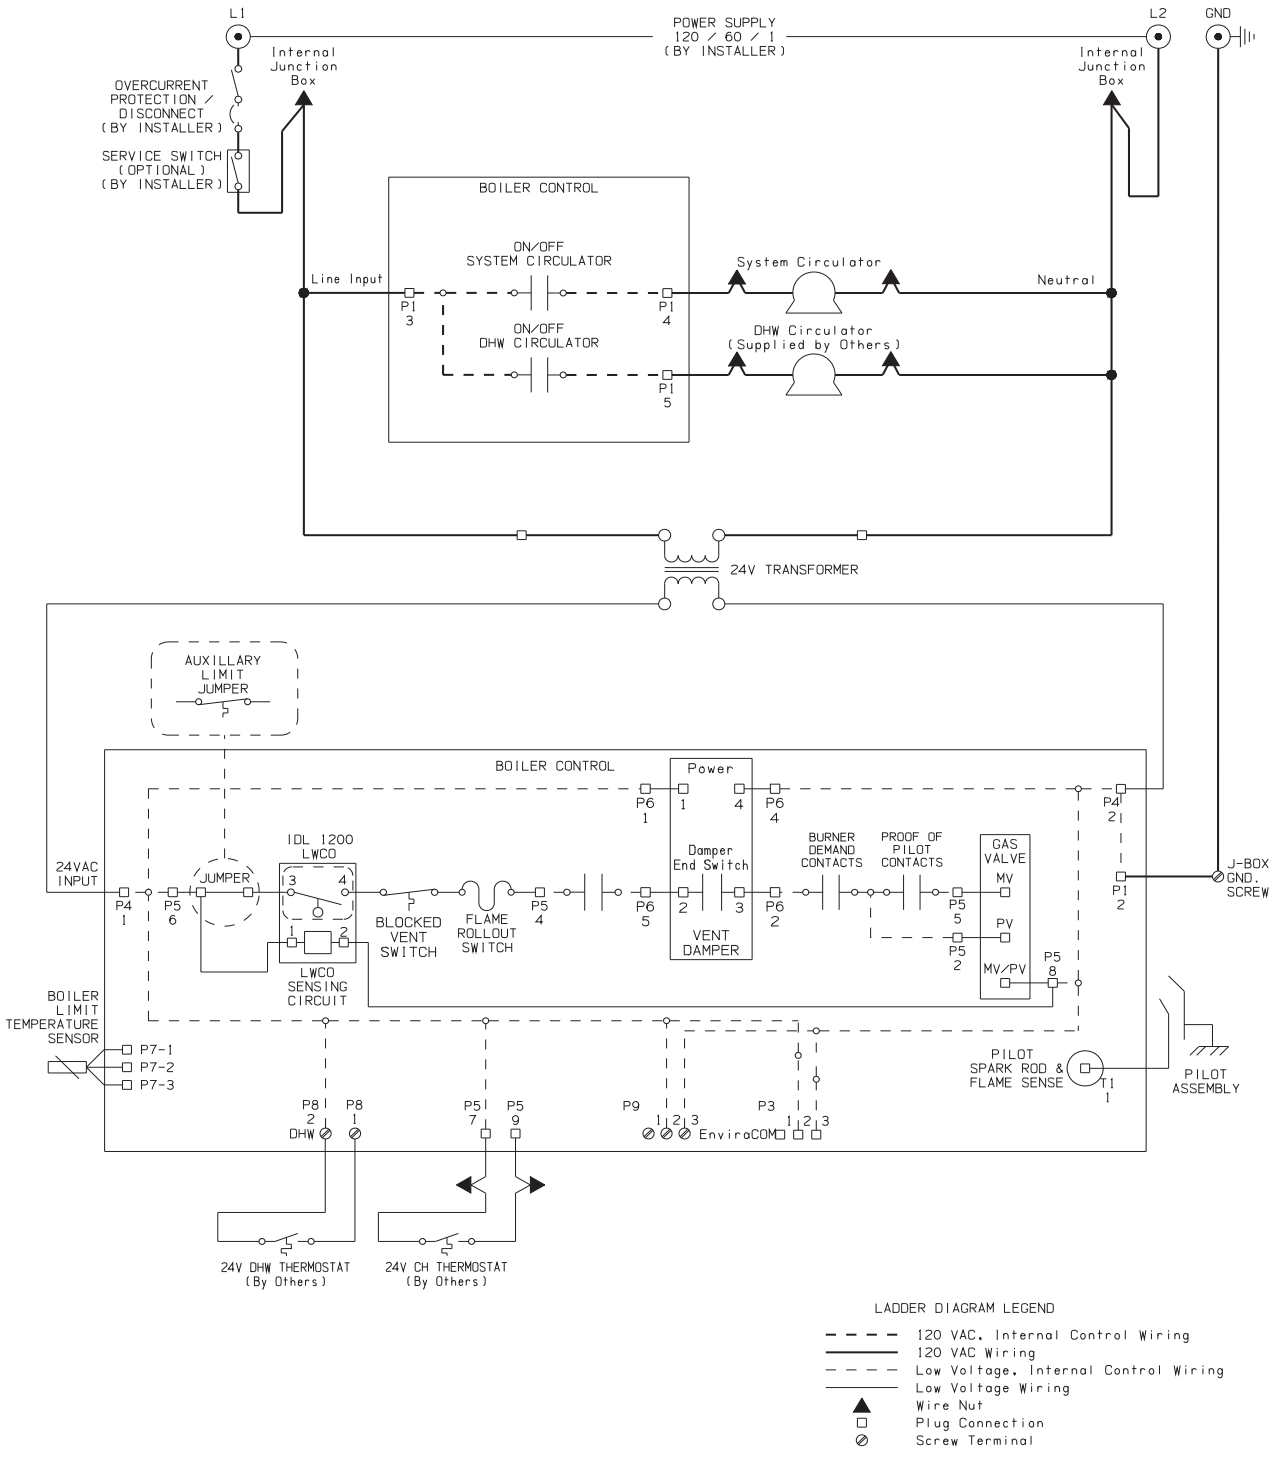 L1
POWER SUPPLY
120 / 60 / 1
(BY INSTALLER)
L2
GND
Internal
Junction
Box
Internal
Junction
Box
OVERCURRENT
PROTECTION /
DISCONNECT
(BY INSTALLER)
SERVICE SWITCH
(OPTIONAL)
(BY INSTALLER)
BOILER CONTROL
ON/OFF
SYSTEM CIRCULATOR
System Circulator
Line Input
Neutral
P1
3
P1
4
ON/OFF
DHW CIRCULATOR
DHW Circulator
(Supplied by Others)
P1
5
24V TRANSFORMER
AUXILLARY
LIMIT
JUMPER
BOILER CONTROL
Power
P6
1
1
4
P6
4
P4
2
IDL 1200
LWCO
24VAC
INPUT
JUMPER
3
4
Damper
End Switch
BURNER
DEMAND
CONTACTS
PROOF OF
PILOT
CONTACTS
GAS
VALVE
MV
J-BOX
GND.
SCREW
P4
1
P5
6
BLOCKED
VENT
SWITCH
FLAME
ROLLOUT
SWITCH
P5
4
P6
5
2
3
P6
2
P5
5
P1
2
1
2
VENT
DAMPER
PV
P5
2
LWCO
SENSING
CIRCUIT
MV/PV
P5
8
BOILER
LIMIT
TEMPERATURE
SENSOR
P7-1
P7-2
P7-3
PILOT
SPARK ROD &
FLAME SENSE
T1
1
PILOT
ASSEMBLY
P8
2
P8
1
P5
7
P5
9
P9
1 2 3
P3
1 2 3
DHW
EnviraCOM
24V DHW THERMOSTAT
(By Others)
24V CH THERMOSTAT
(By Others)
LADDER DIAGRAM LEGEND
120 VAC, Internal Control Wiring
120 VAC Wiring
Low Voltage, Internal Control Wiring
Low Voltage Wiring
Wire Nut
Plug Connection
Screw Terminal